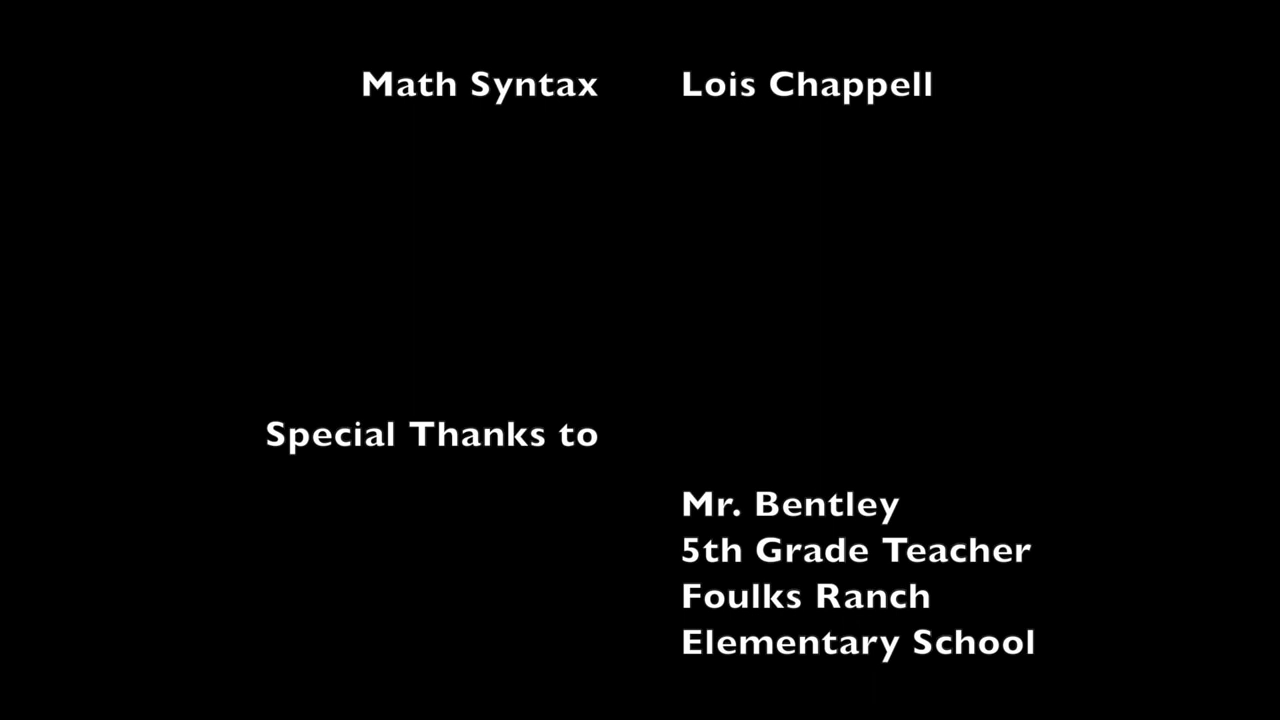 Math Syntax Lois Chappell
Special Thanks to
Mr. Bentley
5th Grade Teacher
Foulks Ranch
Elementary School